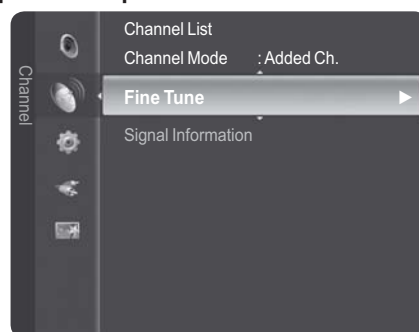 Channel
Channel List
Channel Mode : Added Ch.
Fine Tune
Signal Information